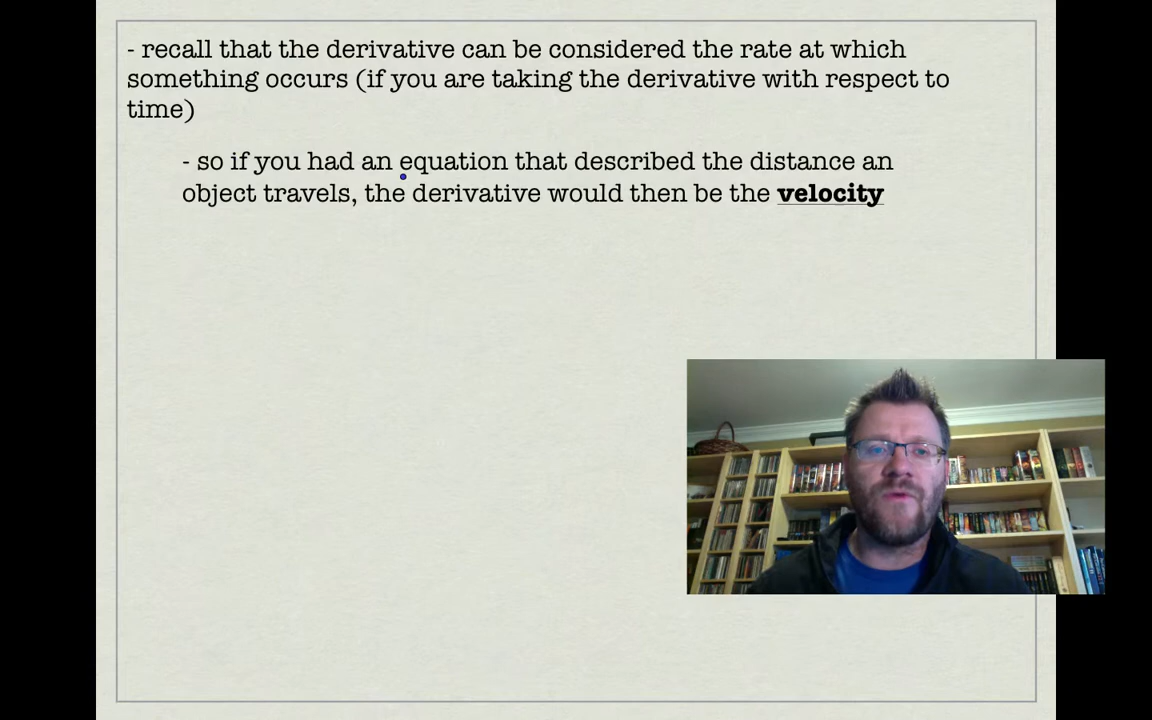 - recall that the derivative can be considered the rate at which
something occurs (if you are taking the derivative with respect to
time)
- so if you had an equation that described the distance an
object travels, the derivative would then be the velocity